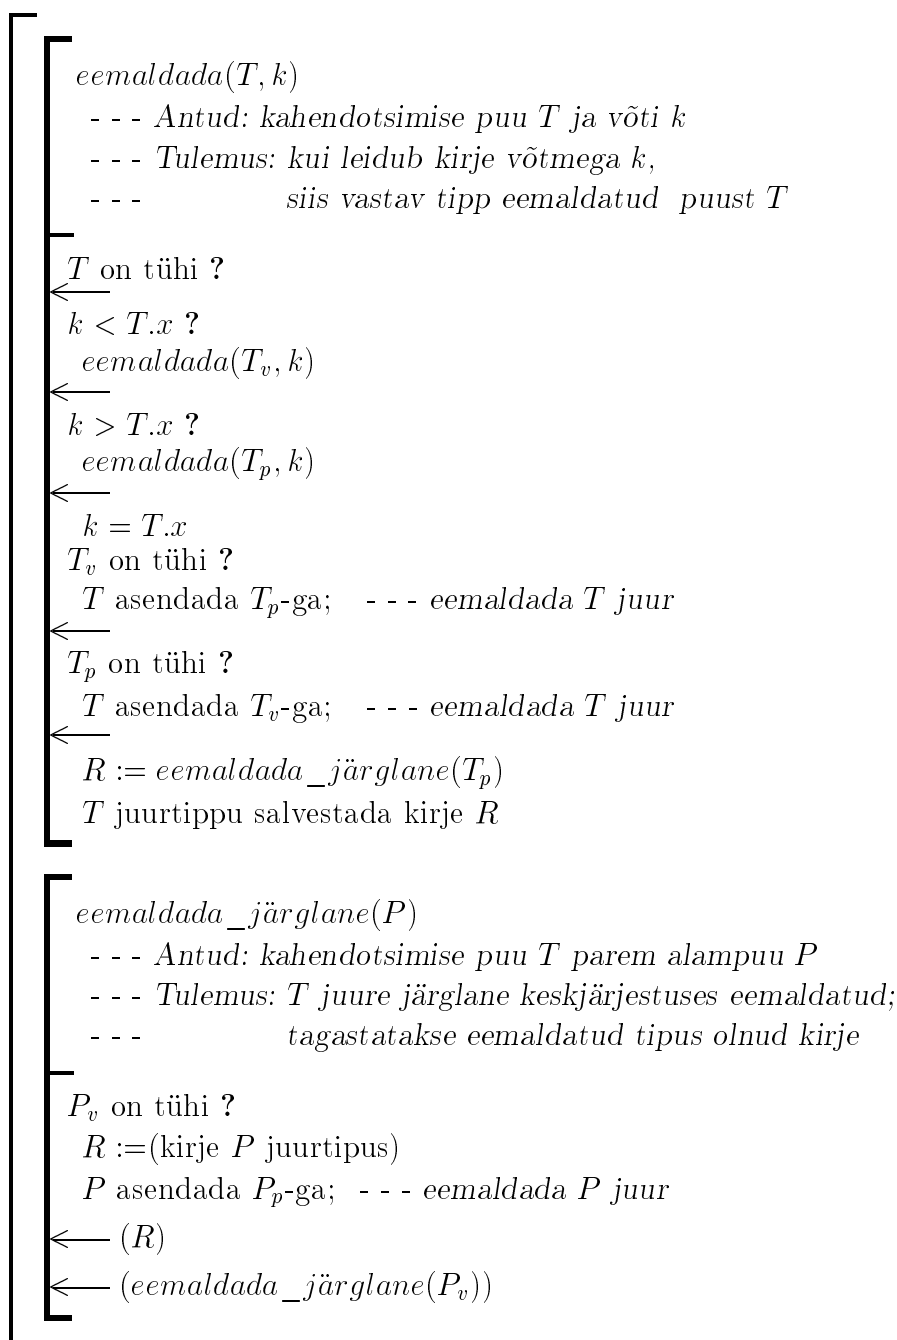 eemaldada(T, k)
- - - Antud: kahendotsimise puu T ja võti k
- - - Tulemus: kui leidub kirje võtmega k,
- - - siis vastav tipp eemaldatud puust T
T on tühi ?
k < T.x ?
eemaldada(T_v, k)
k > T.x ?
eemaldada(T_p, k)
k = T.x
T_v on tühi ?
T asendada T_p-ga; - - - eemaldada T juur
T_p on tühi ?
T asendada T_v-ga; - - - eemaldada T juur
R := eemaldada_järglane(T_p)
T juurtippu salvestada kirje R
eemaldada_järglane(P)
- - - Antud: kahendotsimise puu T parem alampuu P
- - - Tulemus: T juure järglane keskjärjestuses eemaldatud;
- - - tagastatakse eemaldatud tipus olnud kirje
P_v on tühi ?
R :=(kirje P juurtipus)
P asendada P_p-ga; - - - eemaldada P juur
(R)
(eemaldada_järglane(P_v))